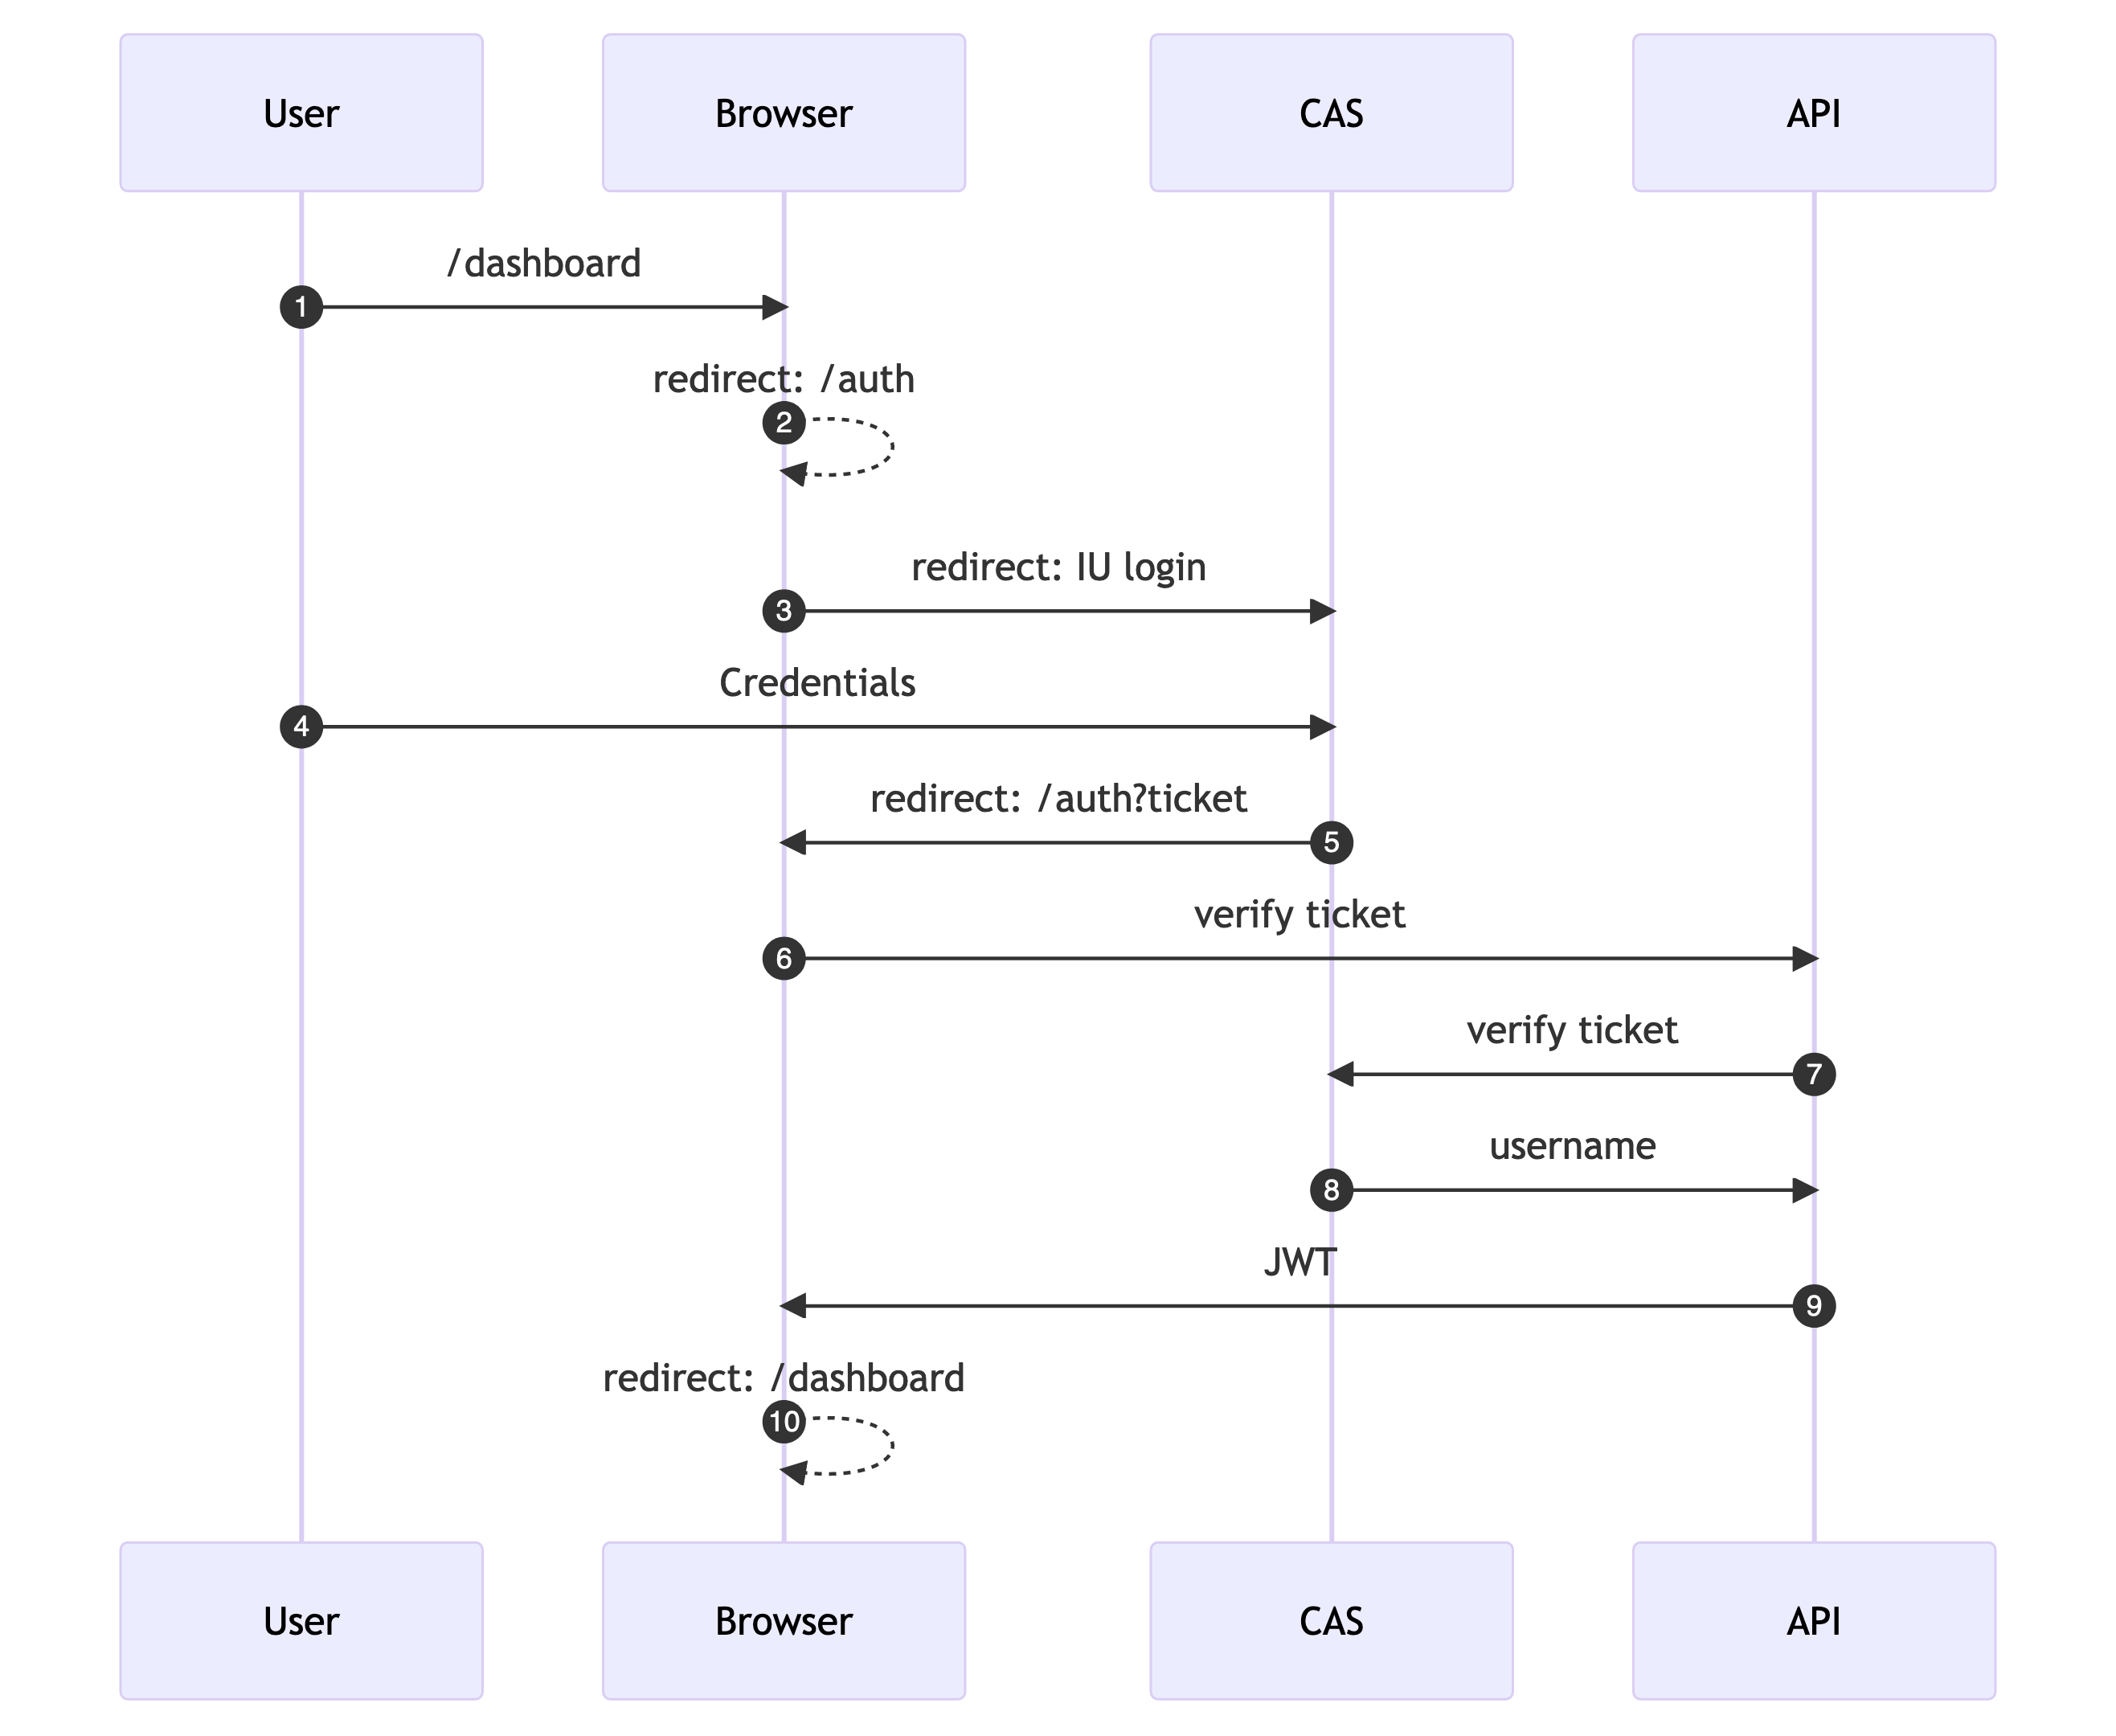 User
Browser
CAS
API
/dashboard
1
redirect: /auth
2
redirect: IU login
3
Credentials
4
redirect: /auth?ticket
5
verify ticket
6
verify ticket
7
username
8
JWT
9
redirect: /dashboard
10
User
Browser
CAS
API